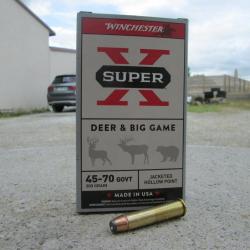 WINCHESTER
SUPER X
DEER & BIG GAME
45-70 GOVT
300 GRAIN
JACKETED
HOLLOW POINT
MADE IN USA